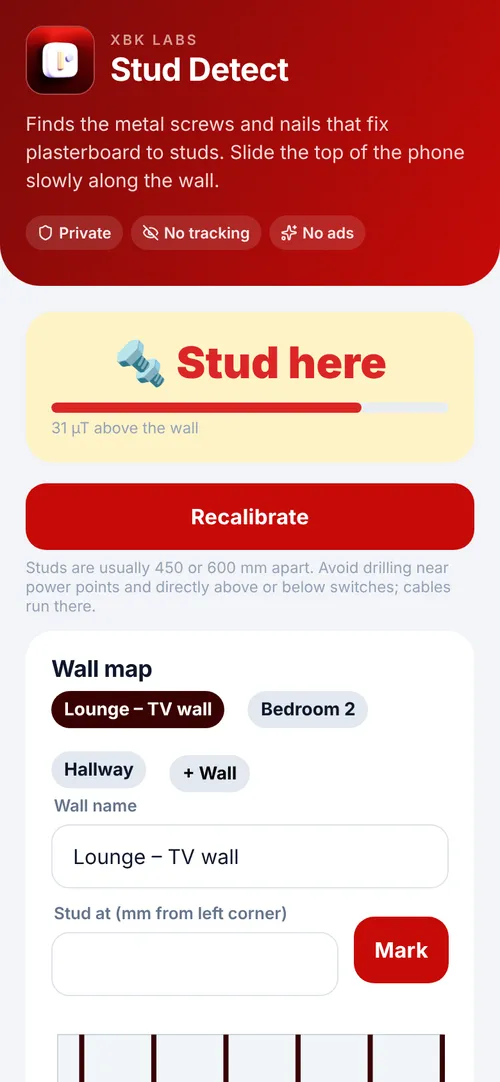 XBK LABS
Stud Detect
Finds the metal screws and nails that fix
plasterboard to studs. Slide the top of the phone
slowly along the wall.
Private
No tracking
No ads
Stud here
31 µT above the wall
Recalibrate
Studs are usually 450 or 600 mm apart. Avoid drilling near
power points and directly above or below switches; cables
run there.
Wall map
Lounge – TV wall
Bedroom 2
Hallway
+ Wall
Wall name
Lounge – TV wall
Stud at (mm from left corner)
Mark